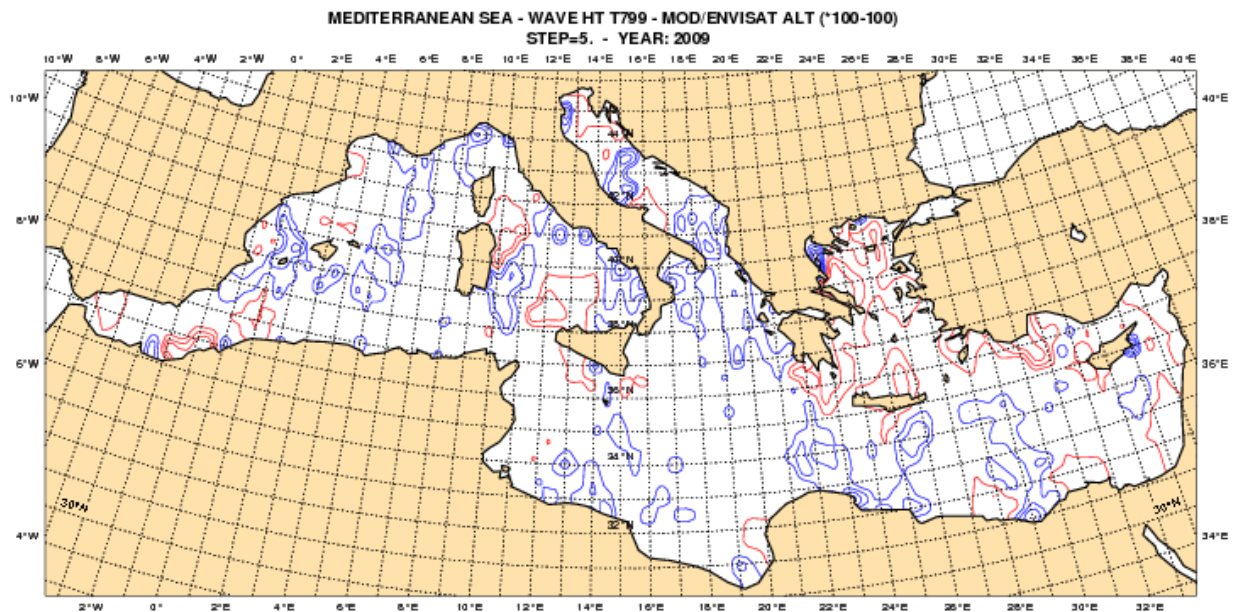 MEDITERRANEAN SEA - WAVE HT T799 - MOD/ENVISAT ALT (*100-100)
STEP=5. - YEAR: 2009
10°W 8°W 6°W 4°W 2°W 0° 2°E 4°E 6°E 8°E 10°E 12°E 14°E 16°E 18°E 20°E 22°E 24°E 26°E 28°E 30°E 32°E 34°E 36°E 38°E 40°E
10°W
40°E
44°N
42°N
8°W
38°E
40°N
38°N
6°W
36°E
36°N
34°N
30°N
30°N
32°N
4°W
34°E
2°W 0° 2°E 4°E 6°E 8°E 10°E 12°E 14°E 16°E 18°E 20°E 22°E 24°E 26°E 28°E 30°E 32°E